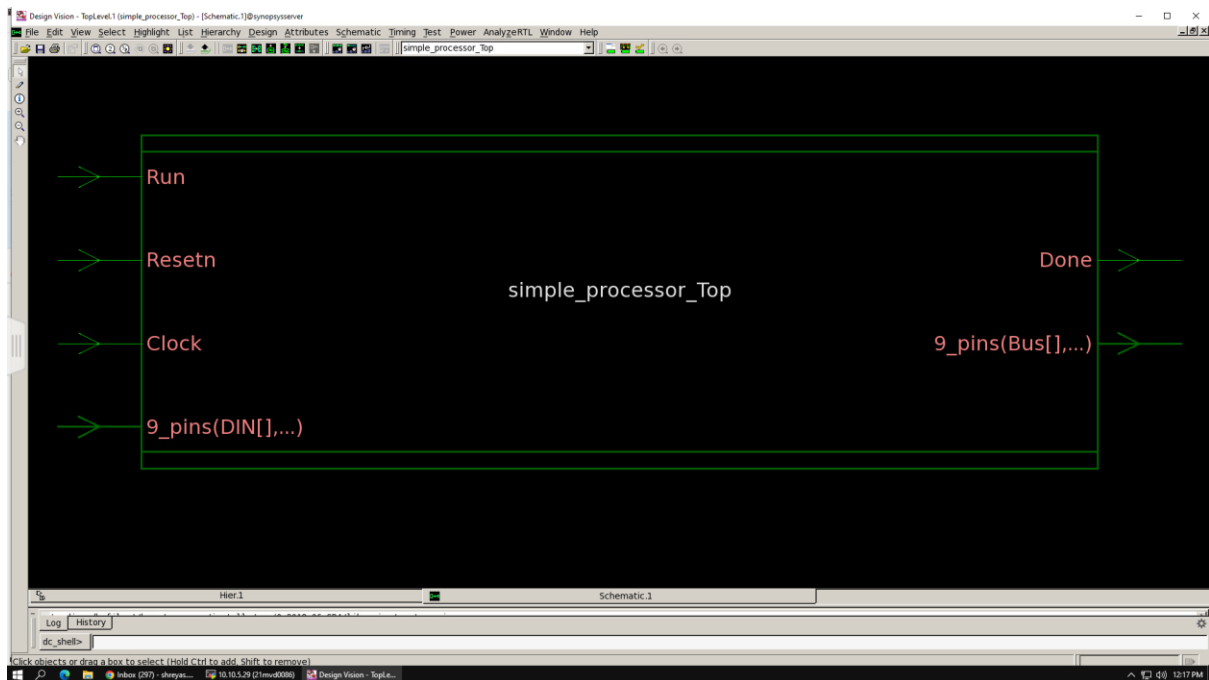 Design Vision - TopLevel.1 (simple_processor_Top) - [Schematic.1]@synopsysserver
File Edit View Select Highlight List Hierarchy Design Attributes Schematic Timing Test Power AnalyzeRTL Window Help
simple_processor_Top
Run
Resetn
Done
simple_processor_Top
Clock
9_pins(Bus[],...)
9_pins(DIN[],...)
Hier.1
Schematic.1
Log History
dc_shell>
Click objects or drag a box to select (Hold Ctrl to add, Shift to remove)
Inbox (297) - shreyas.... 10.10.5.29 (21mvd0086) Design Vision - TopLe... 12:17 PM